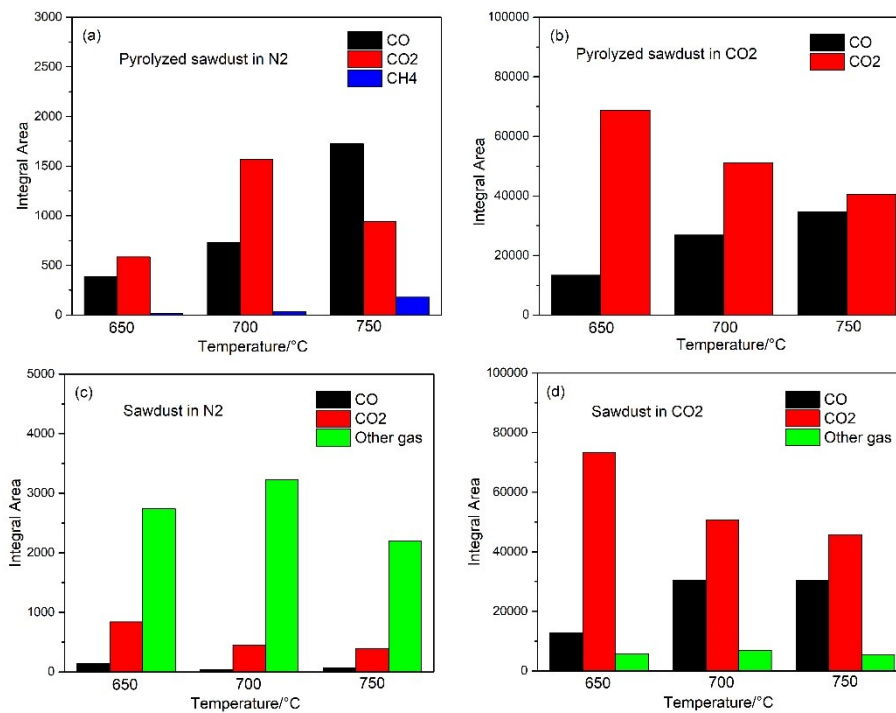 (a)
Pyrolyzed sawdust in N2
CO
CO2
CH4
3000
2500
2000
1500
1000
500
0
Integral Area
650
700
750
Temperature/°C
(b)
Pyrolyzed sawdust in CO2
CO
CO2
100000
80000
60000
40000
20000
0
Integral Area
650
700
750
Temperature/°C
(c)
Sawdust in N2
CO
CO2
Other gas
5000
4000
3000
2000
1000
0
Integral Area
650
700
750
Temperature/°C
(d)
Sawdust in CO2
CO
CO2
Other gas
100000
80000
60000
40000
20000
0
Integral Area
650
700
750
Temperature/°C